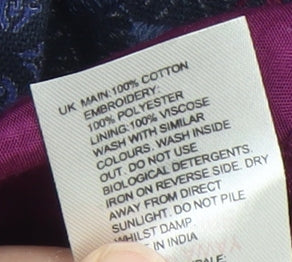 UK MAIN:100% COTTON
EMBROIDERY:
100% POLYESTER
LINING:100% VISCOSE
WASH WITH SIMILAR
COLOURS. WASH INSIDE
OUT. DO NOT USE
BIOLOGICAL DETERGENTS.
IRON ON REVERSE SIDE. DRY
AWAY FROM DIRECT
SUNLIGHT. DO NOT PILE
WHILST DAMP
IN INDIA